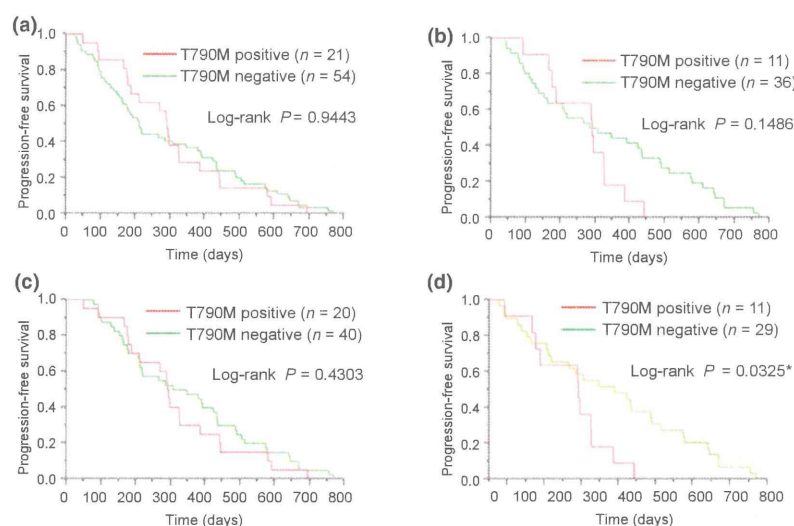 (a)
T790M positive (n = 21)
T790M negative (n = 54)
Log-rank P = 0.9443
Progression-free survival
1.0
0.8
0.6
0.4
0.2
0.0
0 100 200 300 400 500 600 700 800
Time (days)
(b)
T790M positive (n = 11)
T790M negative (n = 36)
Log-rank P = 0.1486
Progression-free survival
1.0
0.8
0.6
0.4
0.2
0.0
0 100 200 300 400 500 600 700 800
Time (days)
(c)
T790M positive (n = 20)
T790M negative (n = 40)
Log-rank P = 0.4303
Progression-free survival
1.0
0.8
0.6
0.4
0.2
0.0
0 100 200 300 400 500 600 700 800
Time (days)
(d)
T790M positive (n = 11)
T790M negative (n = 29)
Log-rank P = 0.0325*
Progression-free survival
1.0
0.8
0.6
0.4
0.2
0.0
0 100 200 300 400 500 600 700 800
Time (days)